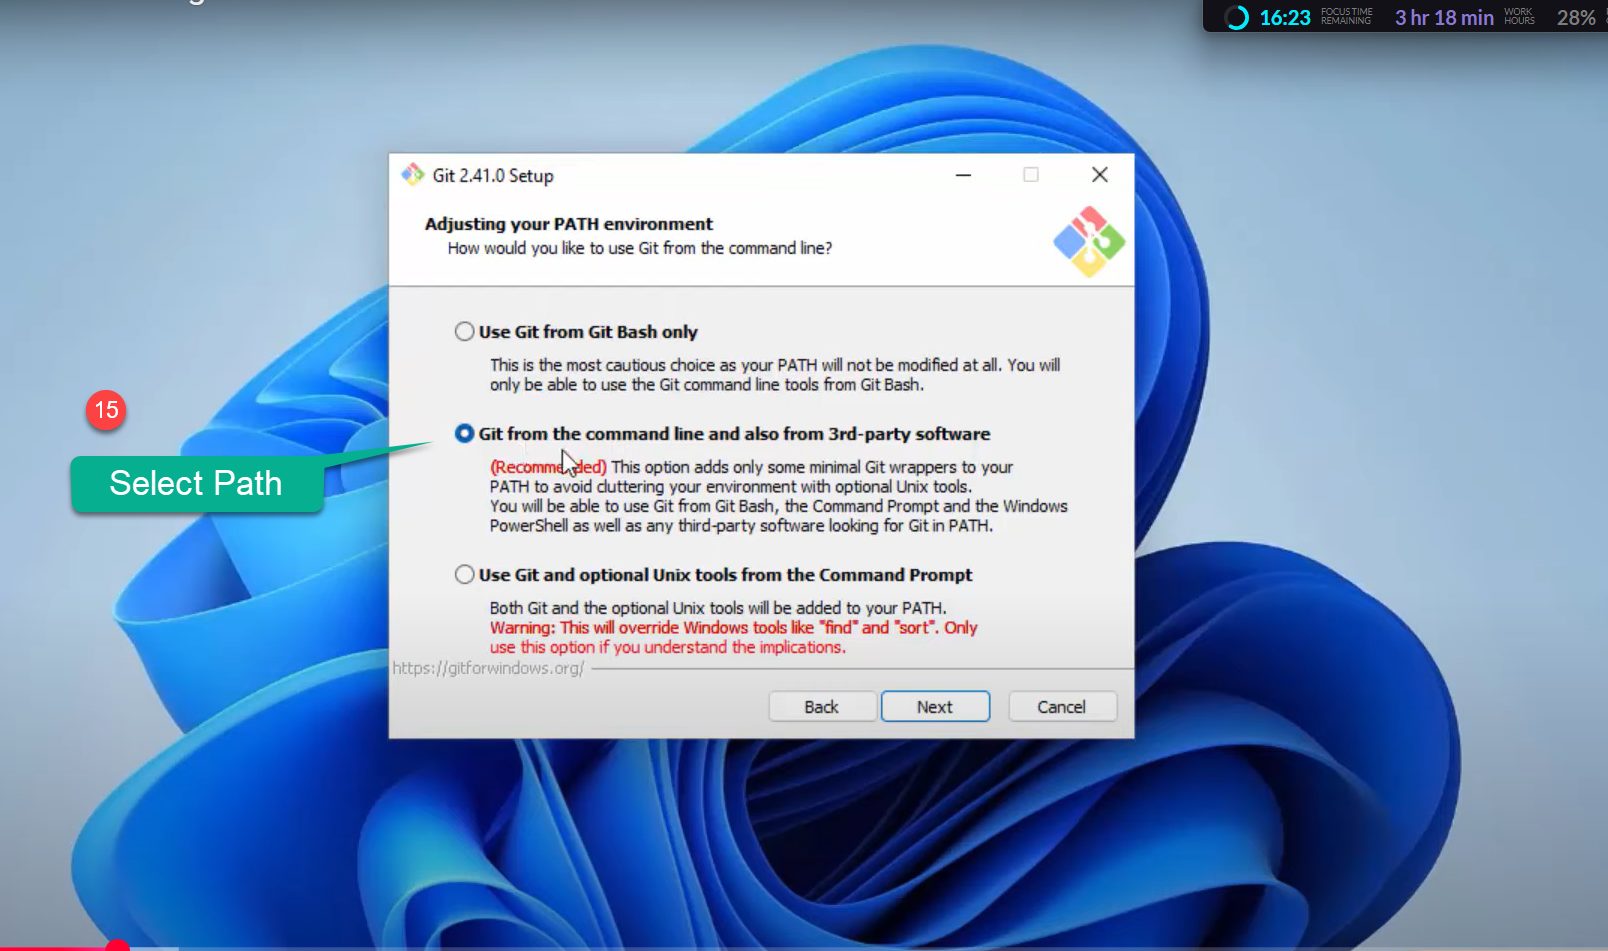 16:23 FOCUS TIME REMAINING 3 hr 18 min WORK HOURS 28%
Git 2.41.0 Setup
Adjusting your PATH environment
How would you like to use Git from the command line?
Use Git from Git Bash only
This is the most cautious choice as your PATH will not be modified at all. You will
only be able to use the Git command line tools from Git Bash.
15
Select Path
Git from the command line and also from 3rd-party software
(Recommended) This option adds only some minimal Git wrappers to your
PATH to avoid cluttering your environment with optional Unix tools.
You will be able to use Git from Git Bash, the Command Prompt and the Windows
PowerShell as well as any third-party software looking for Git in PATH.
Use Git and optional Unix tools from the Command Prompt
Both Git and the optional Unix tools will be added to your PATH.
Warning: This will override Windows tools like "find" and "sort". Only
use this option if you understand the implications.
https://gitforwindows.org/
Back
Next
Cancel